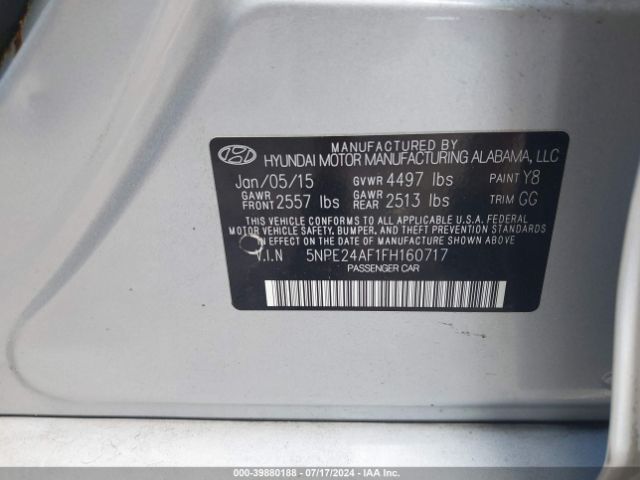 MANUFACTURED BY
HYUNDAI MOTOR MANUFACTURING ALABAMA, LLC
Jan/05/15 GVWR 4497 lbs PAINT Y8
GAWR FRONT 2557 lbs GAWR REAR 2513 lbs TRIM GG
THIS VEHICLE CONFORMS TO ALL APPLICABLE U.S.A. FEDERAL
MOTOR VEHICLE SAFETY, BUMPER, AND THEFT PREVENTION STANDARDS
IN EFFECT ON THE DATE OF MANUFACTURE SHOWN ABOVE.
V.I.N 5NPE24AF1FH160717
PASSENGER CAR
000-39880188 - 07/17/2024 - IAA Inc.